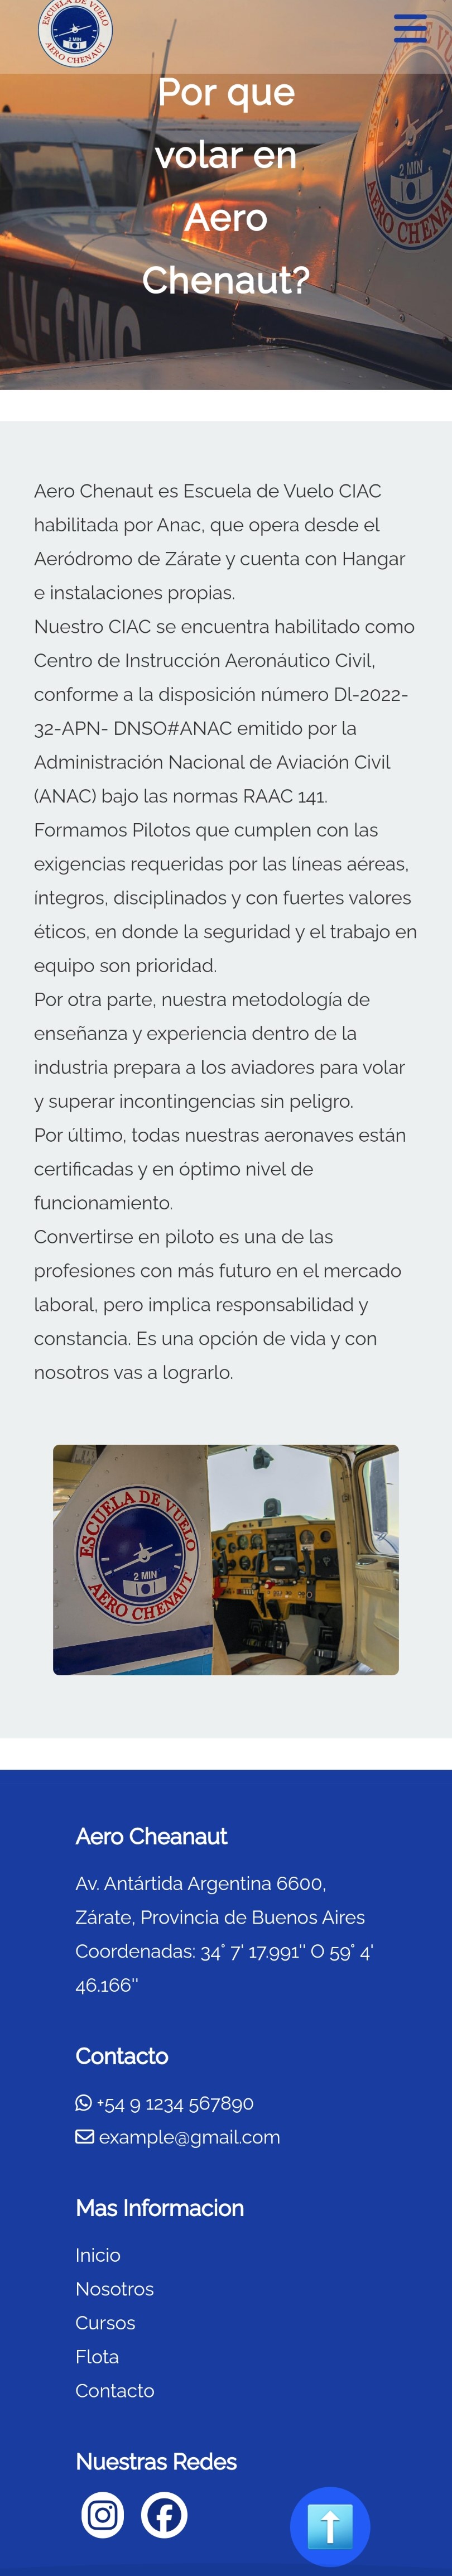 ESCUELA DE VUELO
2 MIN
AERO CHENAUT
Por que
volar en
Aero
Chenaut?
2 MIN
AERO CHENAUT
LV-CMC
Aero Chenaut es Escuela de Vuelo CIAC
habilitada por Anac, que opera desde el
Aeródromo de Zárate y cuenta con Hangar
e instalaciones propias.
Nuestro CIAC se encuentra habilitado como
Centro de Instrucción Aeronáutico Civil,
conforme a la disposición número Dl-2022-
32-APN- DNSO#ANAC emitido por la
Administración Nacional de Aviación Civil
(ANAC) bajo las normas RAAC 141.
Formamos Pilotos que cumplen con las
exigencias requeridas por las líneas aéreas,
íntegros, disciplinados y con fuertes valores
éticos, en donde la seguridad y el trabajo en
equipo son prioridad.
Por otra parte, nuestra metodología de
enseñanza y experiencia dentro de la
industria prepara a los aviadores para volar
y superar incontingencias sin peligro.
Por último, todas nuestras aeronaves están
certificadas y en óptimo nivel de
funcionamiento.
Convertirse en piloto es una de las
profesiones con más futuro en el mercado
laboral, pero implica responsabilidad y
constancia. Es una opción de vida y con
nosotros vas a lograrlo.
ESCUELA DE VUELO
2 MIN
AERO CHENAUT
Aero Cheanaut
Av. Antártida Argentina 6600,
Zárate, Provincia de Buenos Aires
Coordenadas: 34° 7' 17.991'' O 59° 4'
46.166''
Contacto
+54 9 1234 567890
example@gmail.com
Mas Informacion
Inicio
Nosotros
Cursos
Flota
Contacto
Nuestras Redes